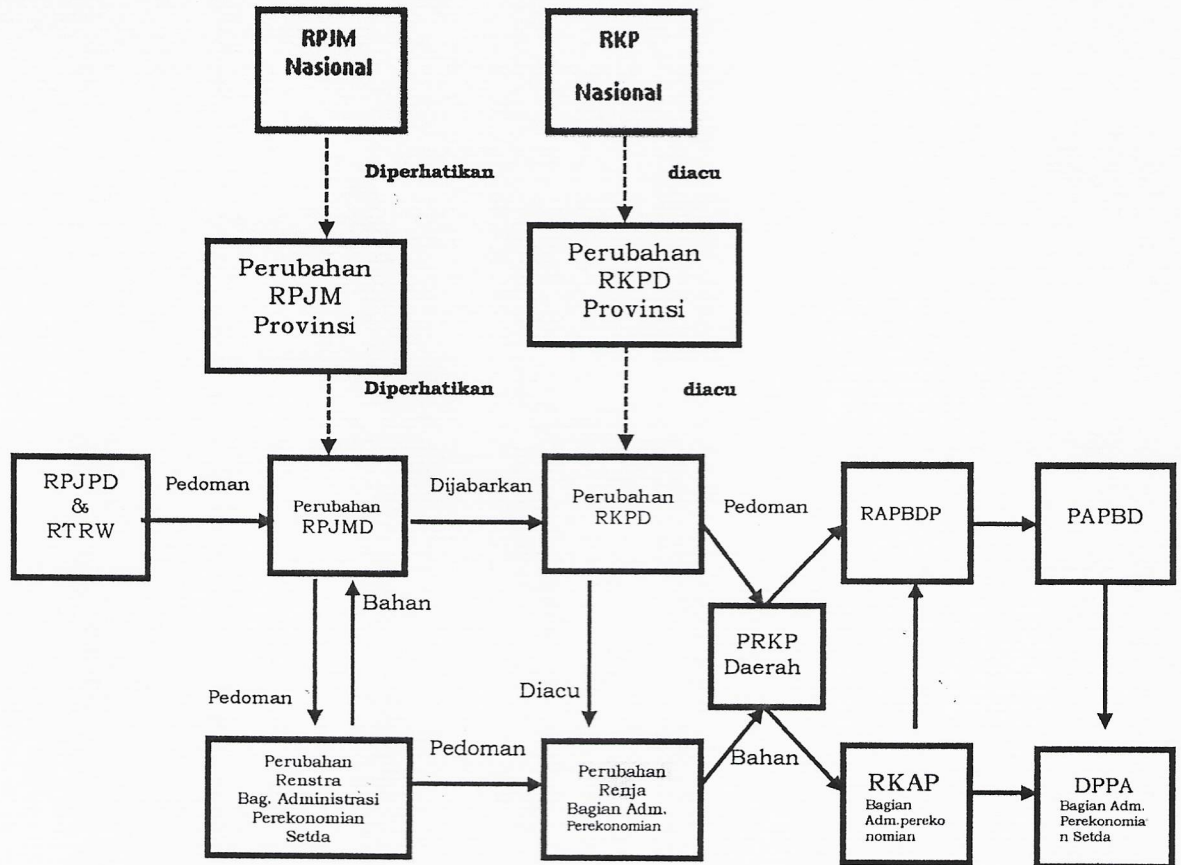 RPJM
Nasional
RKP
Nasional
Diperhatikan
diacu
Perubahan
RPJM
Provinsi
Perubahan
RKPD
Provinsi
Diperhatikan
diacu
RPJPD
&
RTRW
Pedoman
Perubahan
RPJMD
Dijabarkan
Perubahan
RKPD
Pedoman
RAPBDP
PAPBD
Bahan
PRKP
Daerah
Pedoman
Diacu
Perubahan
Renstra
Bag. Administrasi
Perekonomian
Setda
Pedoman
Perubahan
Renja
Bagian Adm.
Perekonomian
Bahan
RKAP
Bagian
Adm.pereko
nomian
DPPA
Bagian Adm.
Perekonomia
n Setda